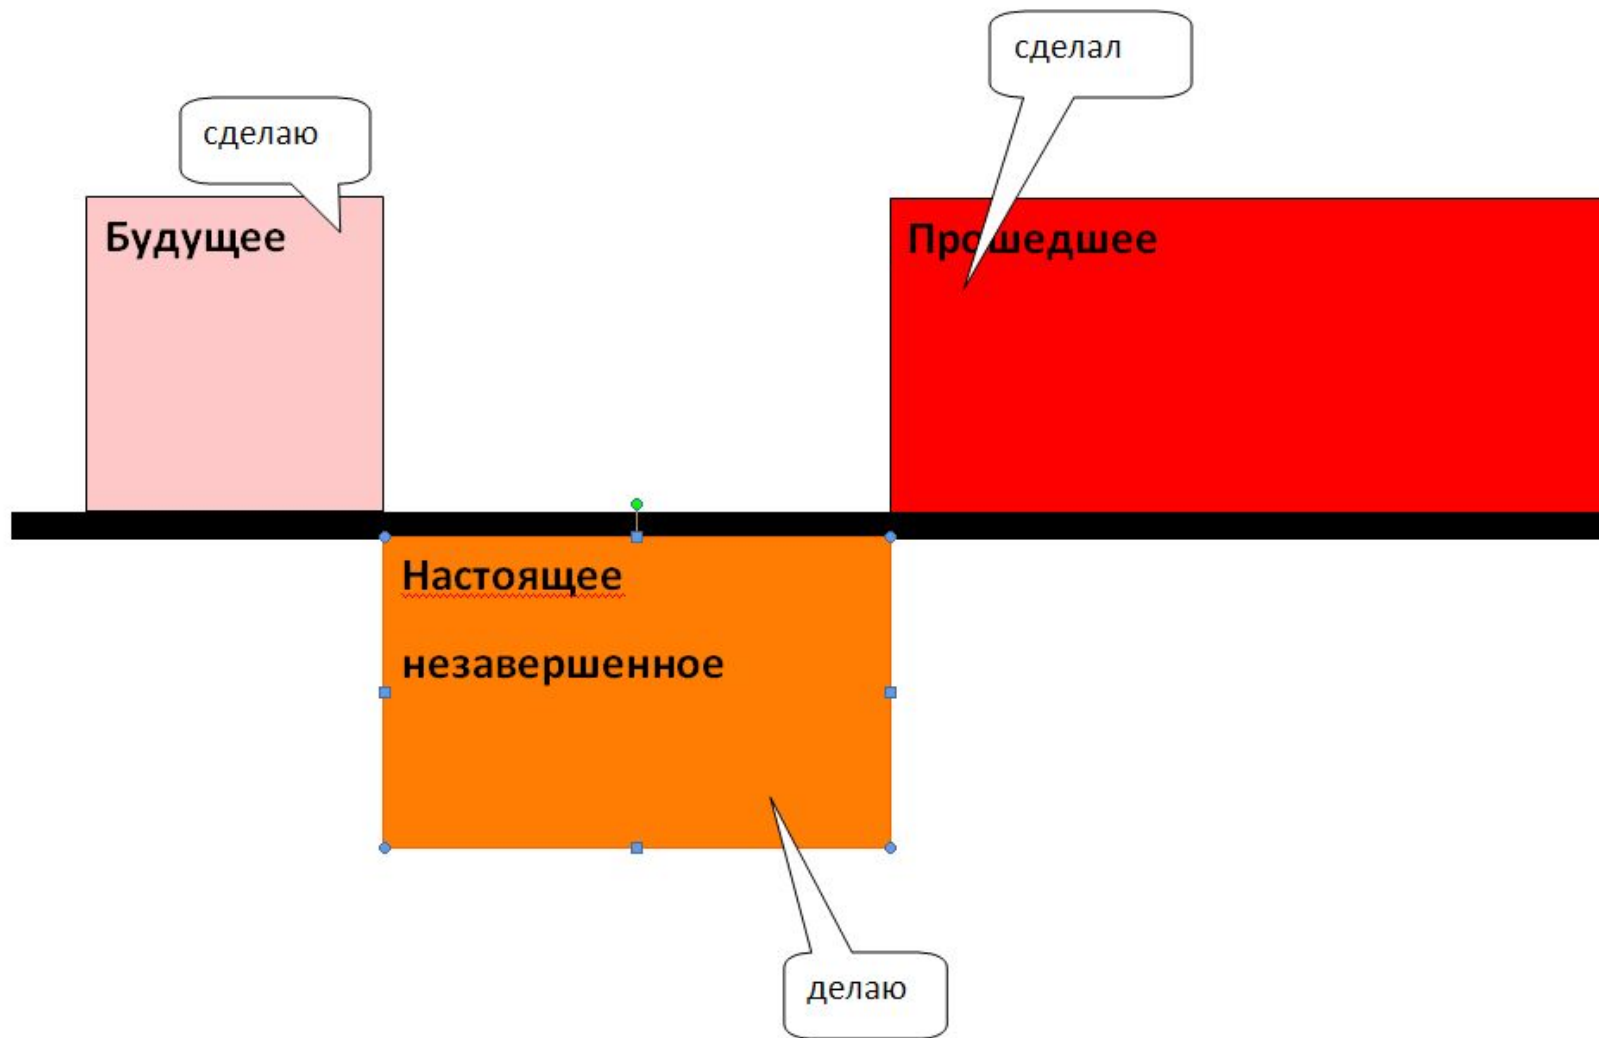 сделал
сделаю
Будущее
Прошедшее
Настоящее
незавершенное
делаю